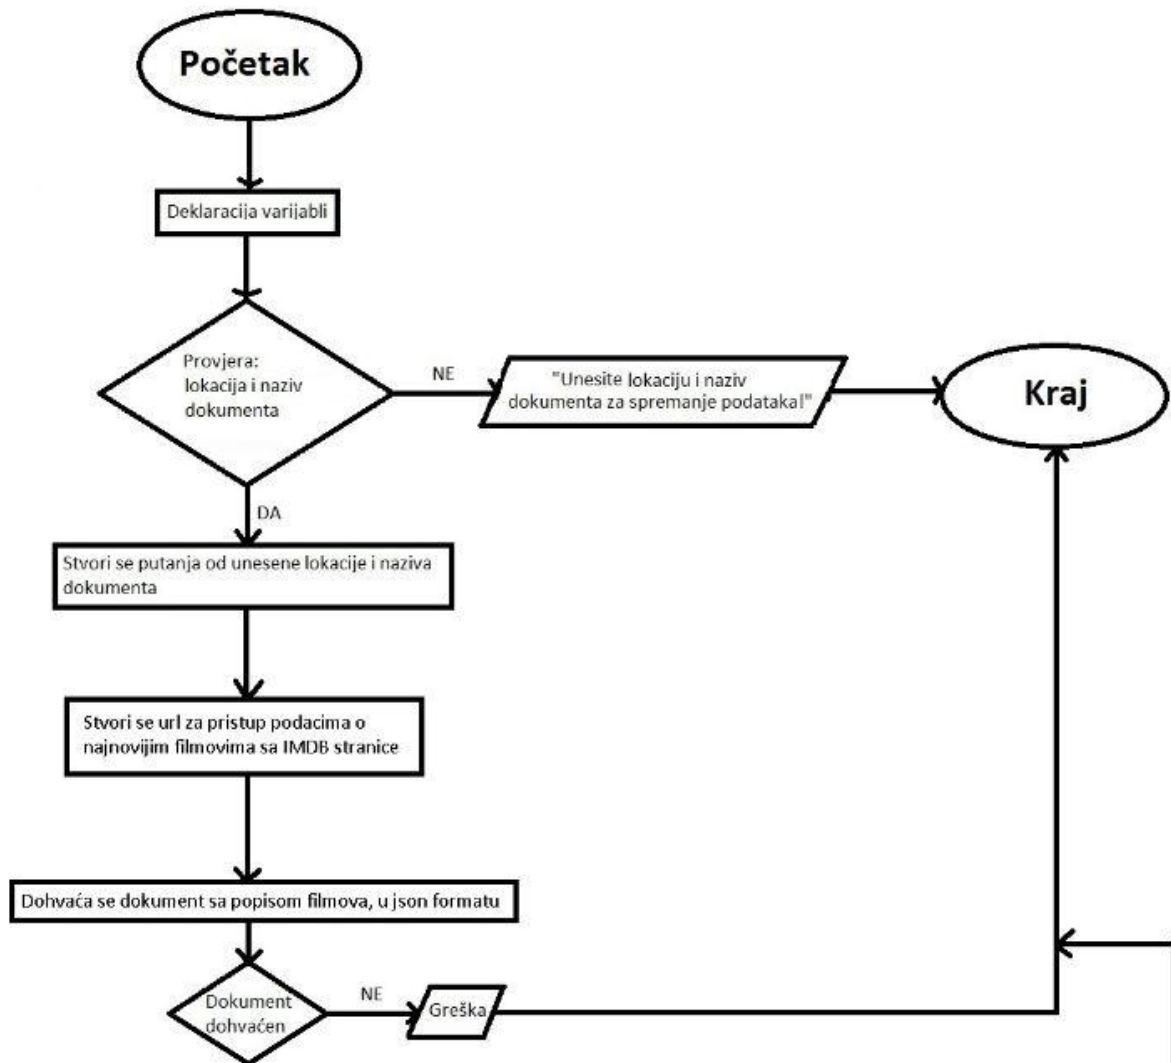 Početak
Deklaracija varijabli
Provjera:
lokacija i naziv
dokumenta
NE
"Unesite lokaciju i naziv
dokumenta za spremanje podataka!"
Kraj
DA
Stvori se putanja od unesene lokacije i naziva
dokumenta
Stvori se url za pristup podacima o
najnovijim filmovima sa IMDB stranice
Dohvaća se dokument sa popisom filmova, u json formatu
Dokument
dohvaćen
NE
Greška